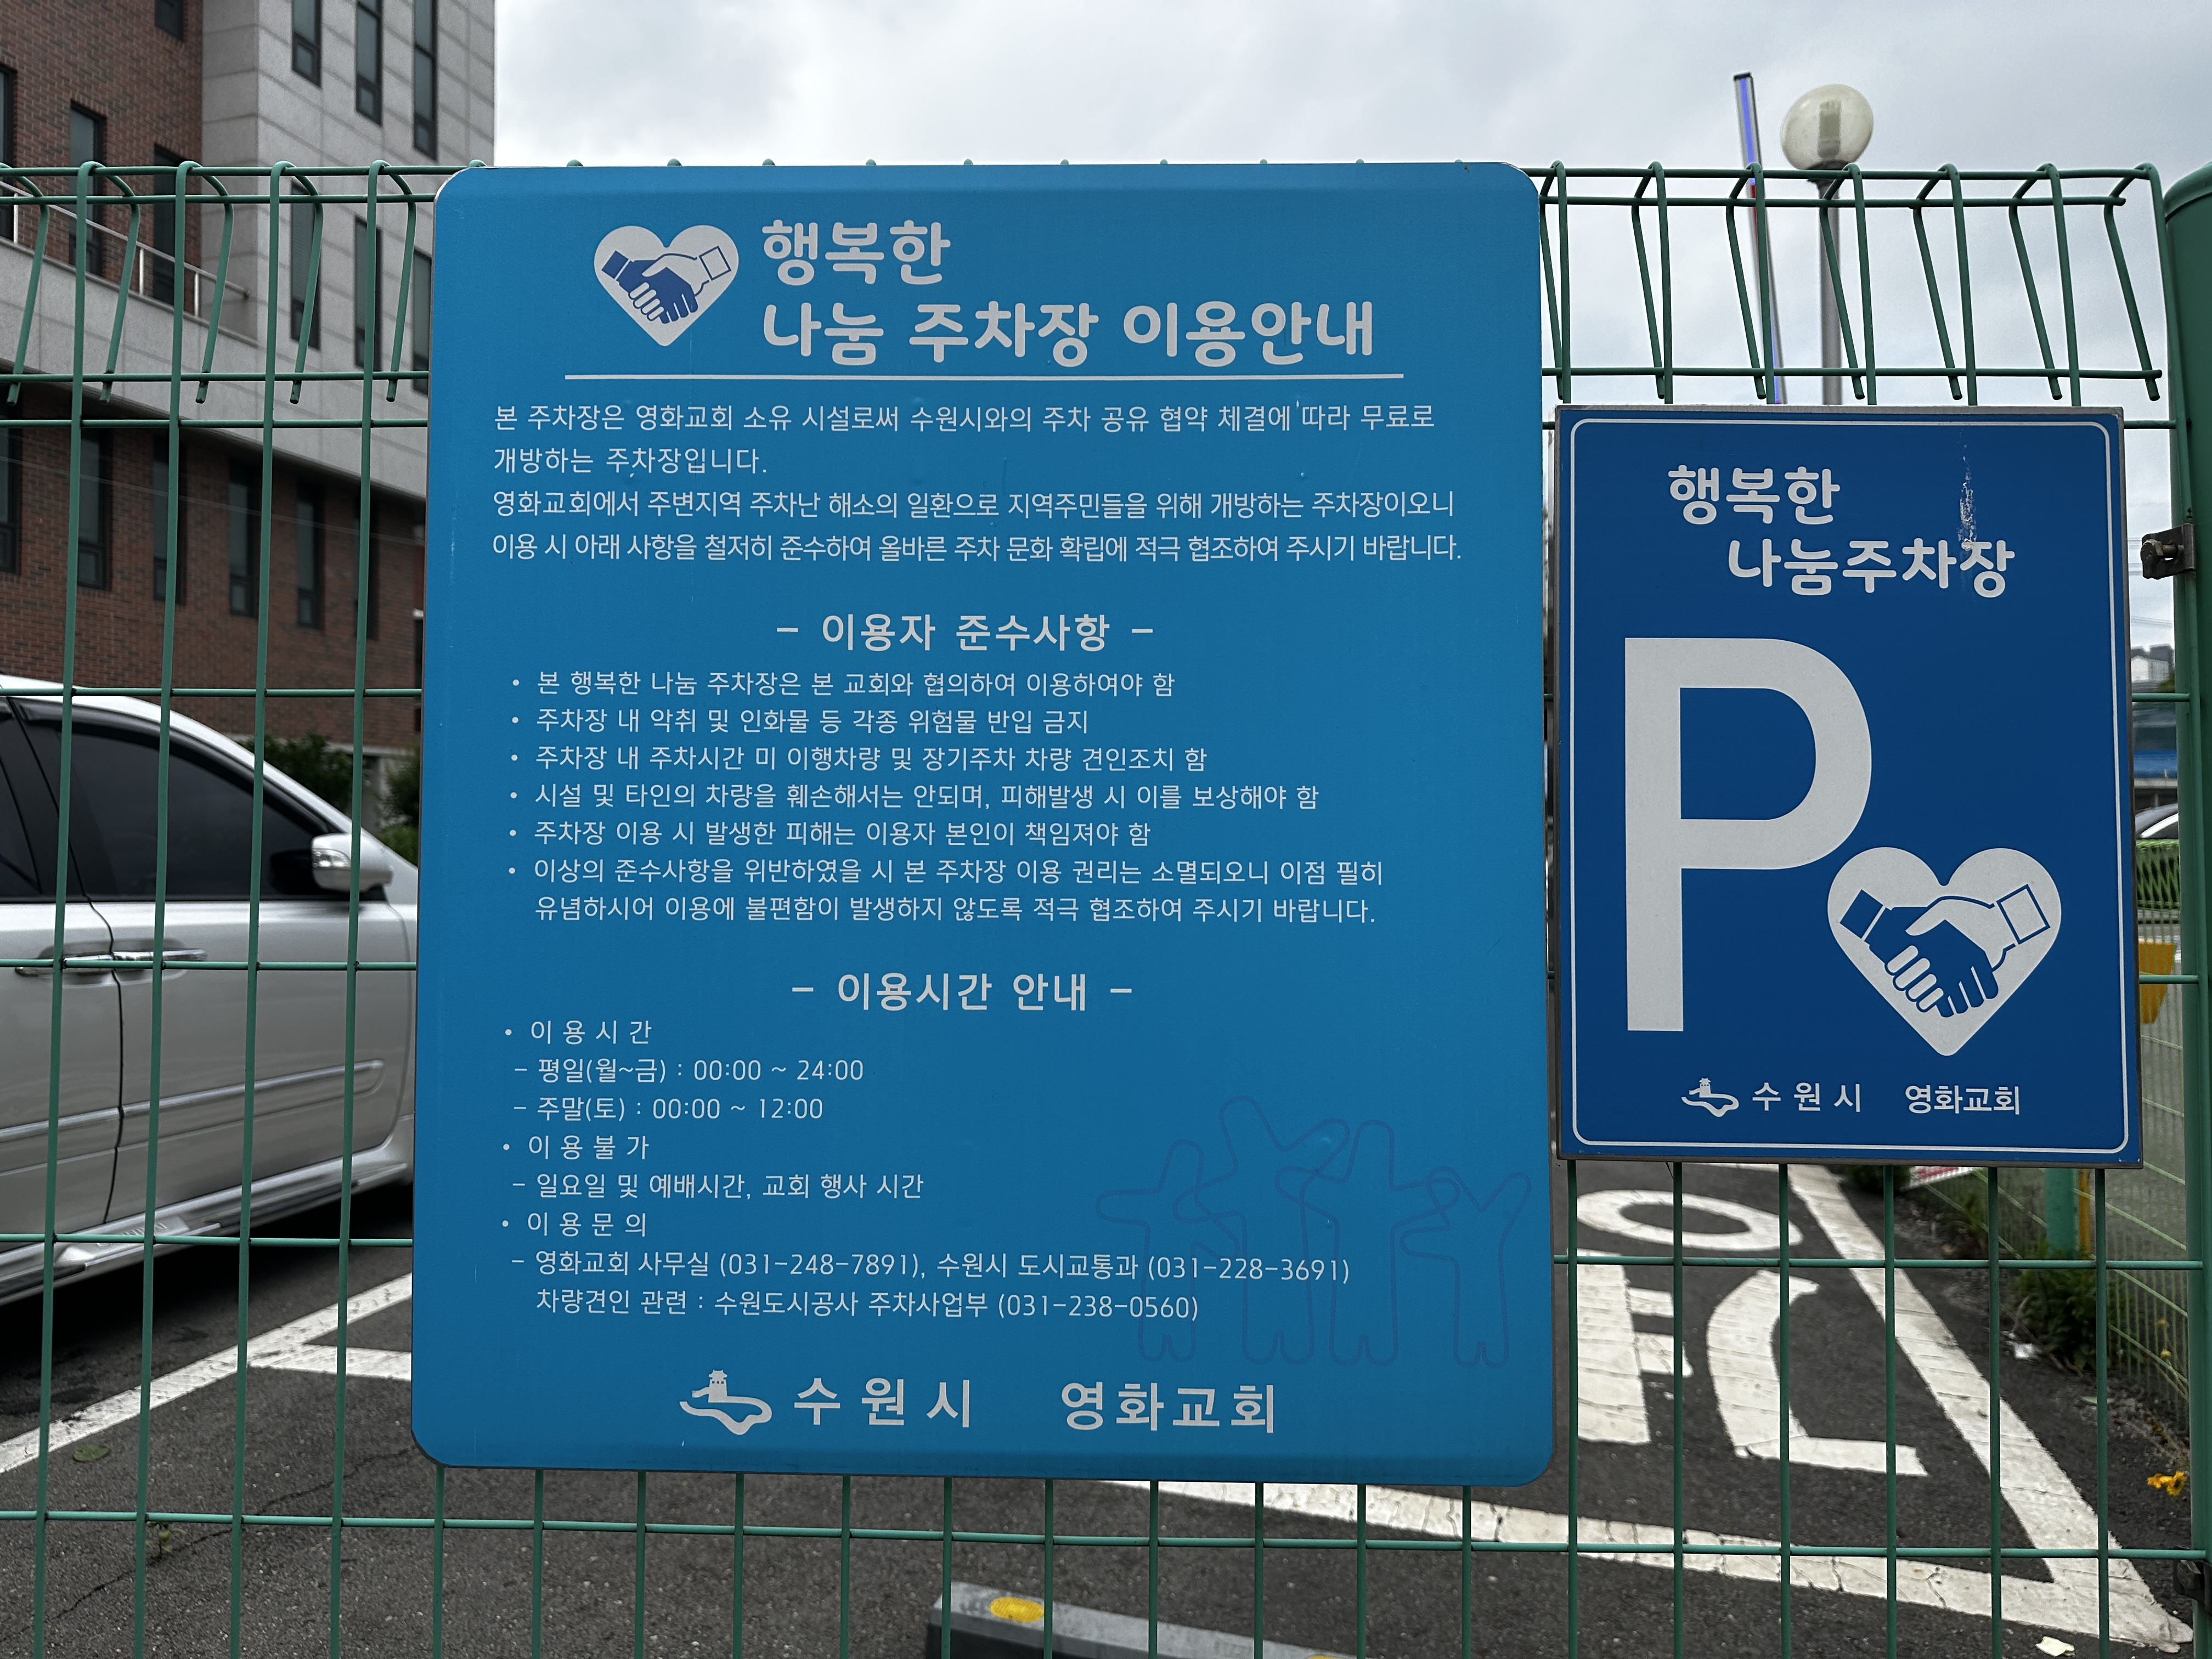 행복한
나눔 주차장 이용안내
본 주차장은 영화교회 소유 시설로써 수원시와의 주차 공유 협약 체결에 따라 무료로
개방하는 주차장입니다.
영화교회에서 주변지역 주차난 해소의 일환으로 지역주민들을 위해 개방하는 주차장이오니
이용 시 아래 사항을 철저히 준수하여 올바른 주차 문화 확립에 적극 협조하여 주시기 바랍니다.
- 이용자 준수사항 -
• 본 행복한 나눔 주차장은 본 교회와 협의하여 이용하여야 함
• 주차장 내 악취 및 인화물 등 각종 위험물 반입 금지
• 주차장 내 주차시간 미 이행차량 및 장기주차 차량 견인조치 함
• 시설 및 타인의 차량을 훼손해서는 안되며, 피해발생 시 이를 보상해야 함
• 주차장 이용 시 발생한 피해는 이용자 본인이 책임져야 함
• 이상의 준수사항을 위반하였을 시 본 주차장 이용 권리는 소멸되오니 이점 필히
유념하시어 이용에 불편함이 발생하지 않도록 적극 협조하여 주시기 바랍니다.
- 이용시간 안내 -
• 이 용 시 간
- 평일(월~금) : 00:00 ~ 24:00
- 주말(토) : 00:00 ~ 12:00
• 이 용 불 가
- 일요일 및 예배시간, 교회 행사 시간
• 이 용 문 의
- 영화교회 사무실 (031-248-7891), 수원시 도시교통과 (031-228-3691)
차량견인 관련 : 수원도시공사 주차사업부 (031-238-0560)
수 원 시 영화교회
행복한
나눔주차장
P
수 원 시 영화교회